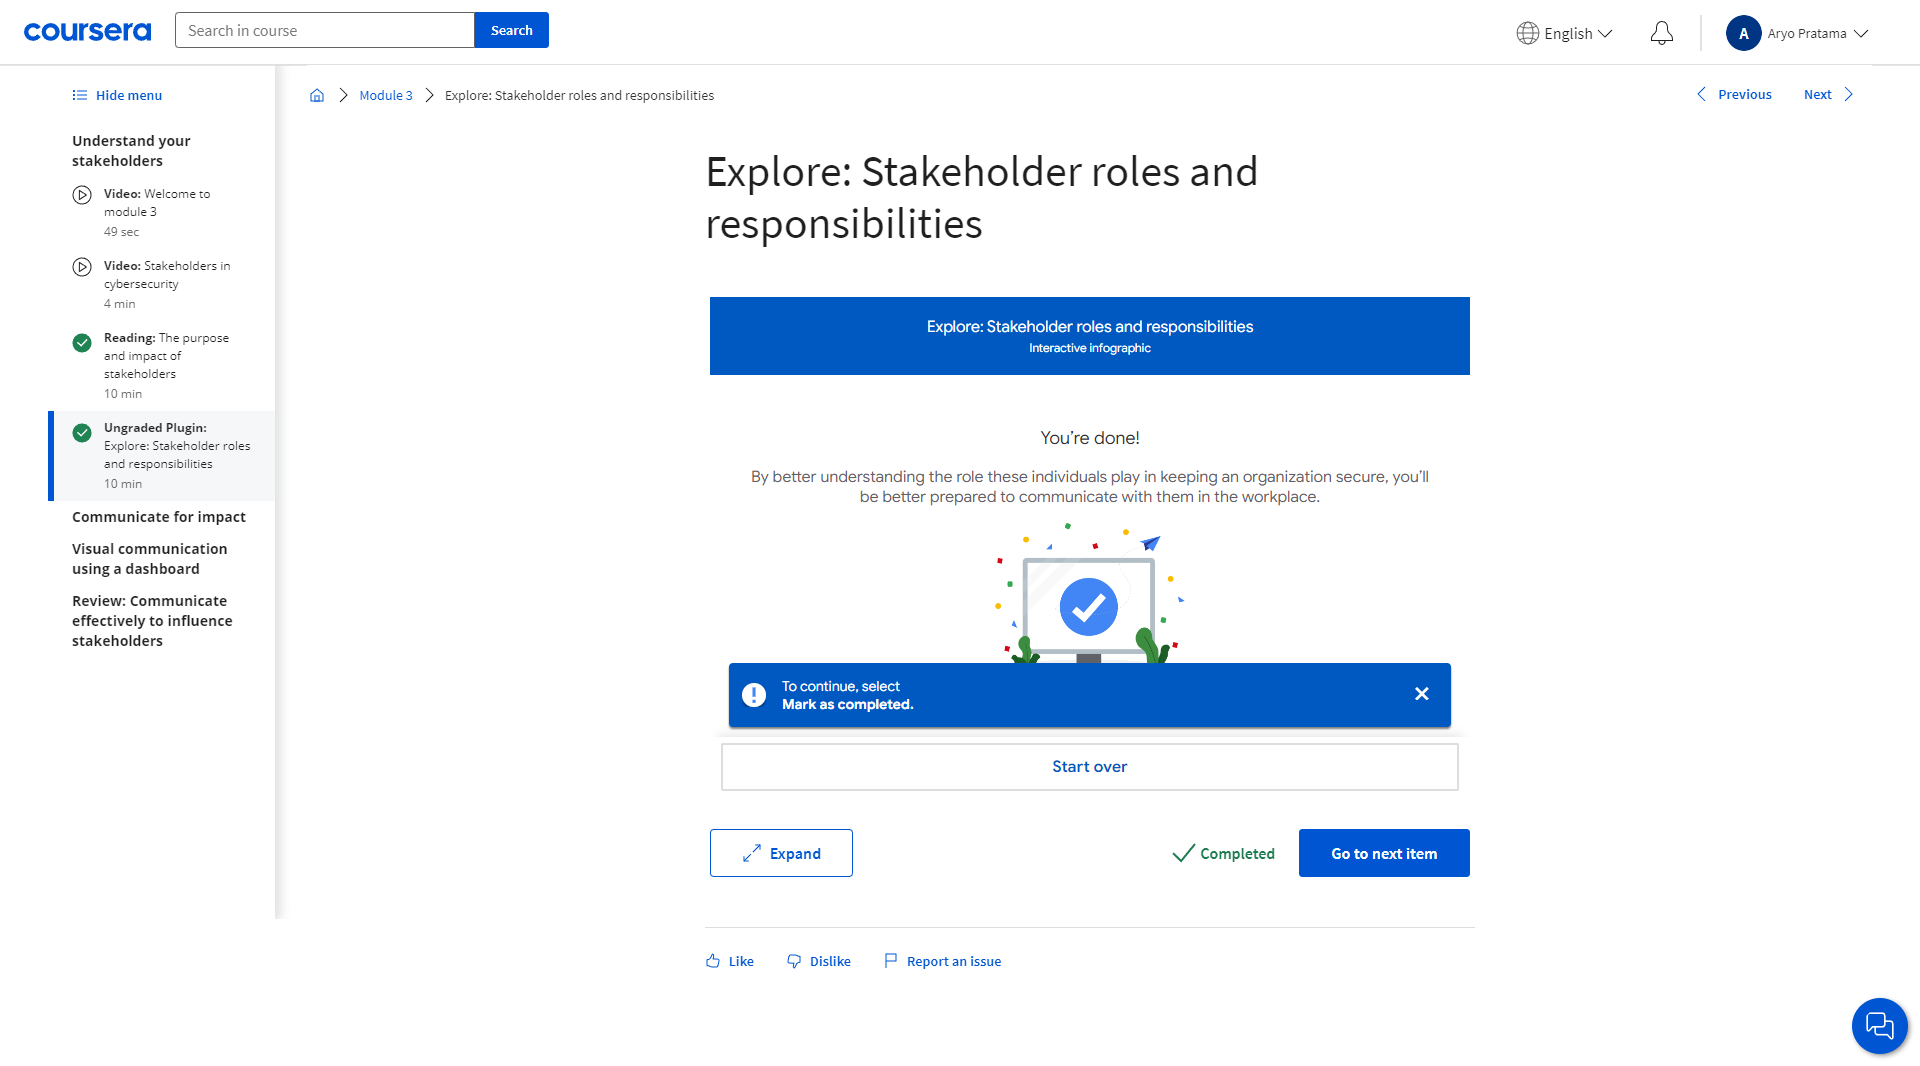 coursera
Search in course
Search
English
A
Aryo Pratama
Hide menu
Module 3
Explore: Stakeholder roles and responsibilities
Previous
Next
Understand your
stakeholders
Video: Welcome to
module 3
49 sec
Video: Stakeholders in
cybersecurity
4 min
Reading: The purpose
and impact of
stakeholders
10 min
Ungraded Plugin:
Explore: Stakeholder roles
and responsibilities
10 min
Communicate for impact
Visual communication
using a dashboard
Review: Communicate
effectively to influence
stakeholders
Explore: Stakeholder roles and
responsibilities
Explore: Stakeholder roles and responsibilities
Interactive infographic
You're done!
By better understanding the role these individuals play in keeping an organization secure, you'll
be better prepared to communicate with them in the workplace.
To continue, select
Mark as completed.
Start over
Expand
Completed
Go to next item
Like
Dislike
Report an issue